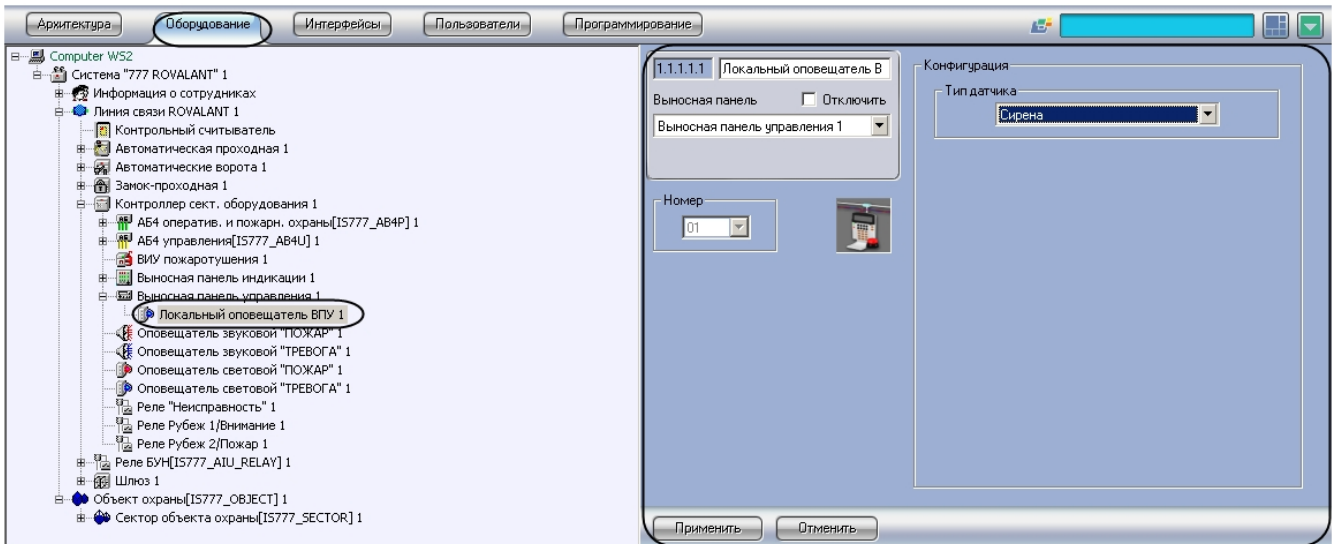 Архитектура
Оборудование
Интерфейсы
Пользователи
Программирование
Computer WS2
Система "777 ROVALANT" 1
Информация о сотрудниках
Линия связи ROVALANT 1
Контрольный считыватель
Автоматическая проходная 1
Автоматические ворота 1
Замок-проходная 1
Контроллер сект. оборудования 1
АБ4 оператив. и пожарн. охраны[IS777_AB4P] 1
АБ4 управления[IS777_AB4U] 1
ВИУ пожаротушения 1
Выносная панель индикации 1
Выносная панель управления 1
Локальный оповещатель ВПУ 1
Оповещатель звуковой "ПОЖАР" 1
Оповещатель звуковой "ТРЕВОГА" 1
Оповещатель световой "ПОЖАР" 1
Оповещатель световой "ТРЕВОГА" 1
Реле "Неисправность" 1
Реле Рубеж 1/Внимание 1
Реле Рубеж 2/Пожар 1
Реле БУН[IS777_AIU_RELAY] 1
Шлюз 1
Объект охраны[IS777_OBJECT] 1
Сектор объекта охраны[IS777_SECTOR] 1
1.1.1.1.1 Локальный оповещатель В
Выносная панель Отключить
Выносная панель управления 1
Номер
01
Конфигурация
Тип датчика
Сирена
Применить
Отменить